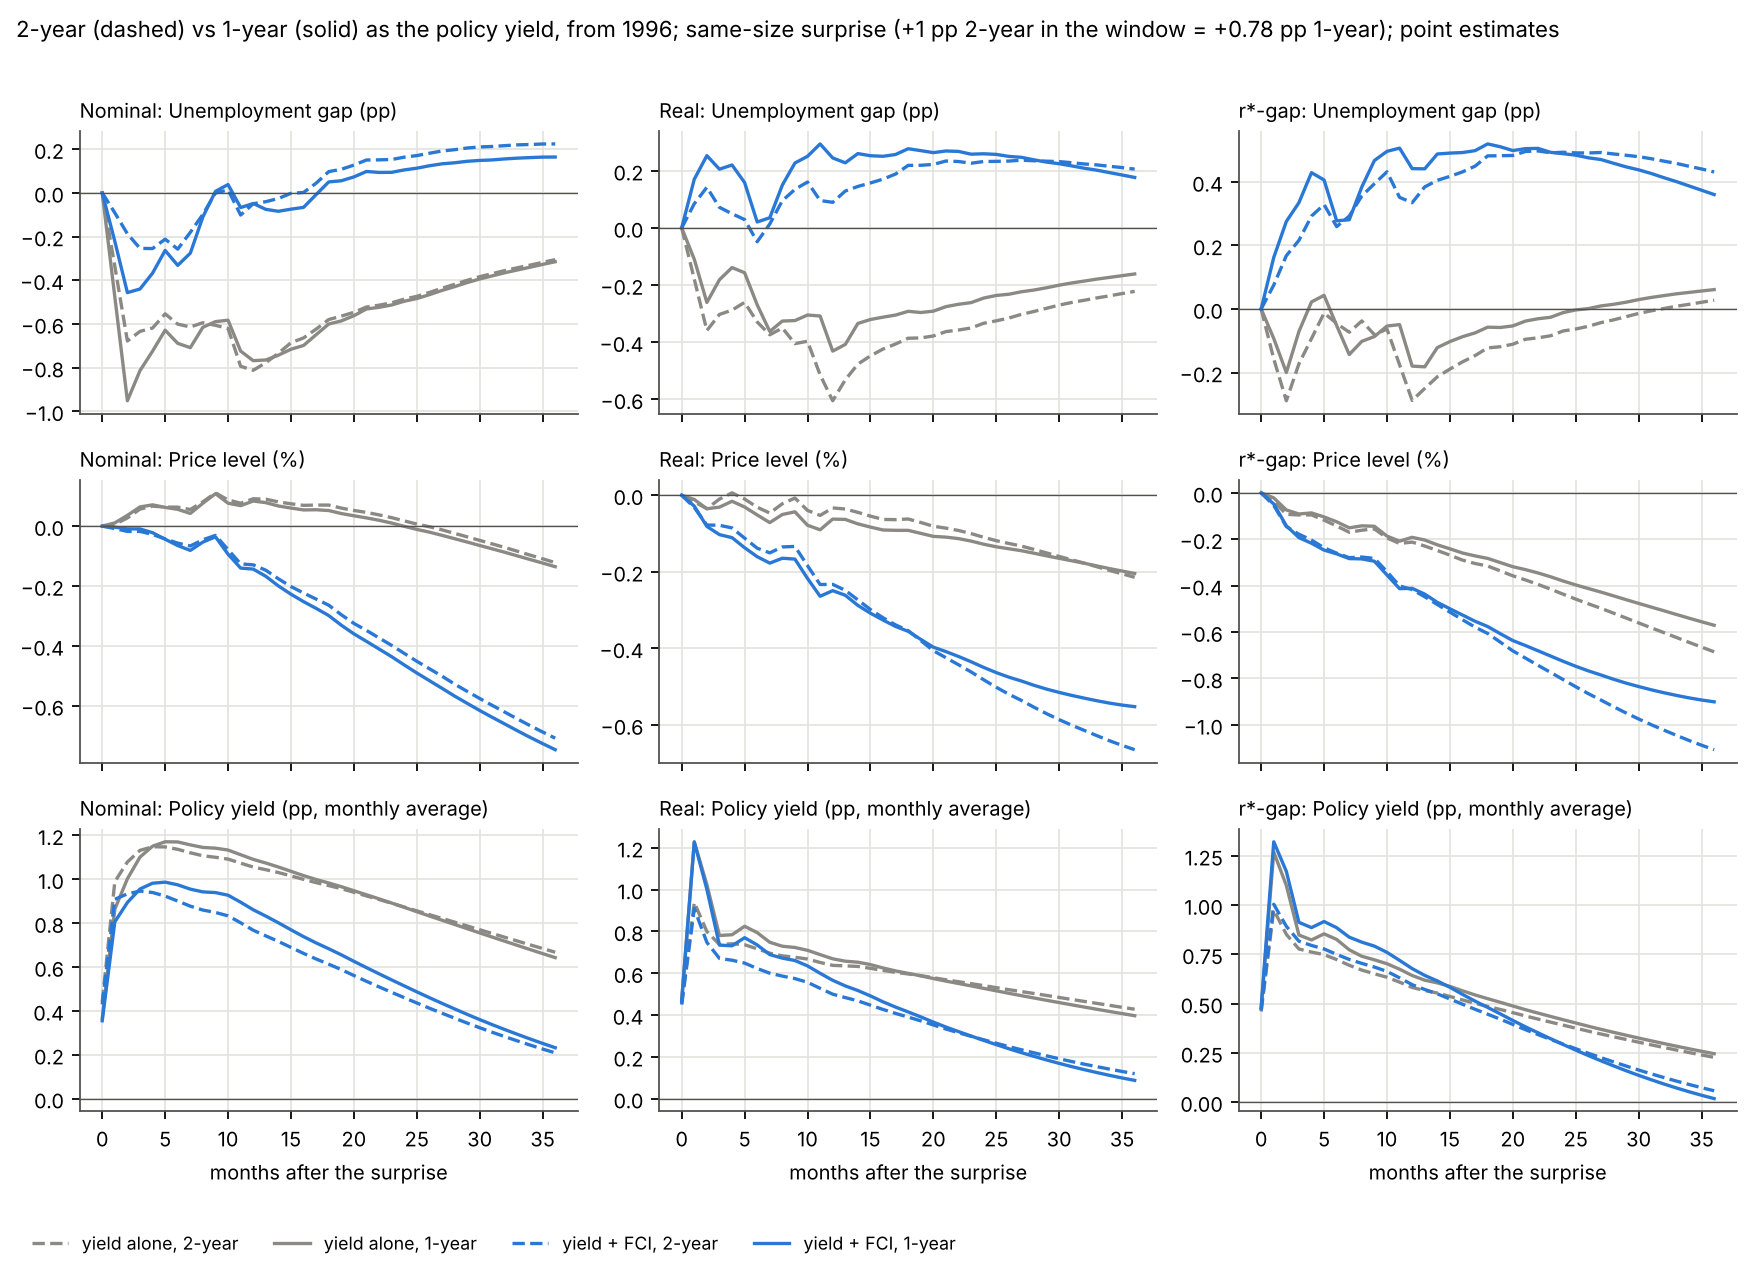 2-year (dashed) vs 1-year (solid) as the policy yield, from 1996; same-size surprise (+1 pp 2-year in the window = +0.78 pp 1-year); point estimates
Nominal: Unemployment gap (pp)
0.2
0.0
−0.2
−0.4
−0.6
−0.8
−1.0
Real: Unemployment gap (pp)
0.2
0.0
−0.2
−0.4
−0.6
r*-gap: Unemployment gap (pp)
0.4
0.2
0.0
−0.2
Nominal: Price level (%)
0.0
−0.2
−0.4
−0.6
Real: Price level (%)
0.0
−0.2
−0.4
−0.6
r*-gap: Price level (%)
0.0
−0.2
−0.4
−0.6
−0.8
−1.0
Nominal: Policy yield (pp, monthly average)
1.2
1.0
0.8
0.6
0.4
0.2
0.0
0 5 10 15 20 25 30 35
months after the surprise
Real: Policy yield (pp, monthly average)
1.2
1.0
0.8
0.6
0.4
0.2
0.0
0 5 10 15 20 25 30 35
months after the surprise
r*-gap: Policy yield (pp, monthly average)
1.25
1.00
0.75
0.50
0.25
0.00
0 5 10 15 20 25 30 35
months after the surprise
yield alone, 2-year yield alone, 1-year yield + FCI, 2-year yield + FCI, 1-year